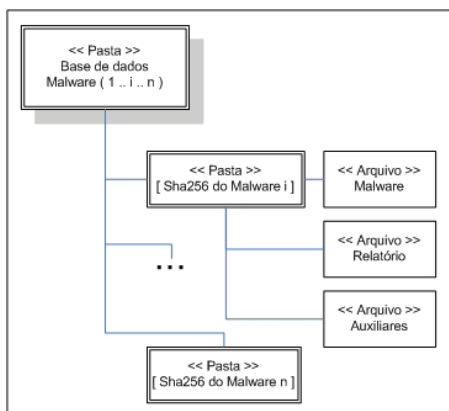 << Pasta >>
Base de dados
Malware ( 1 .. i .. n )
<< Pasta >>
[ Sha256 do Malware i ]
<< Arquivo >>
Malware
<< Arquivo >>
Relatório
...
<< Arquivo >>
Auxiliares
<< Pasta >>
[ Sha256 do Malware n ]